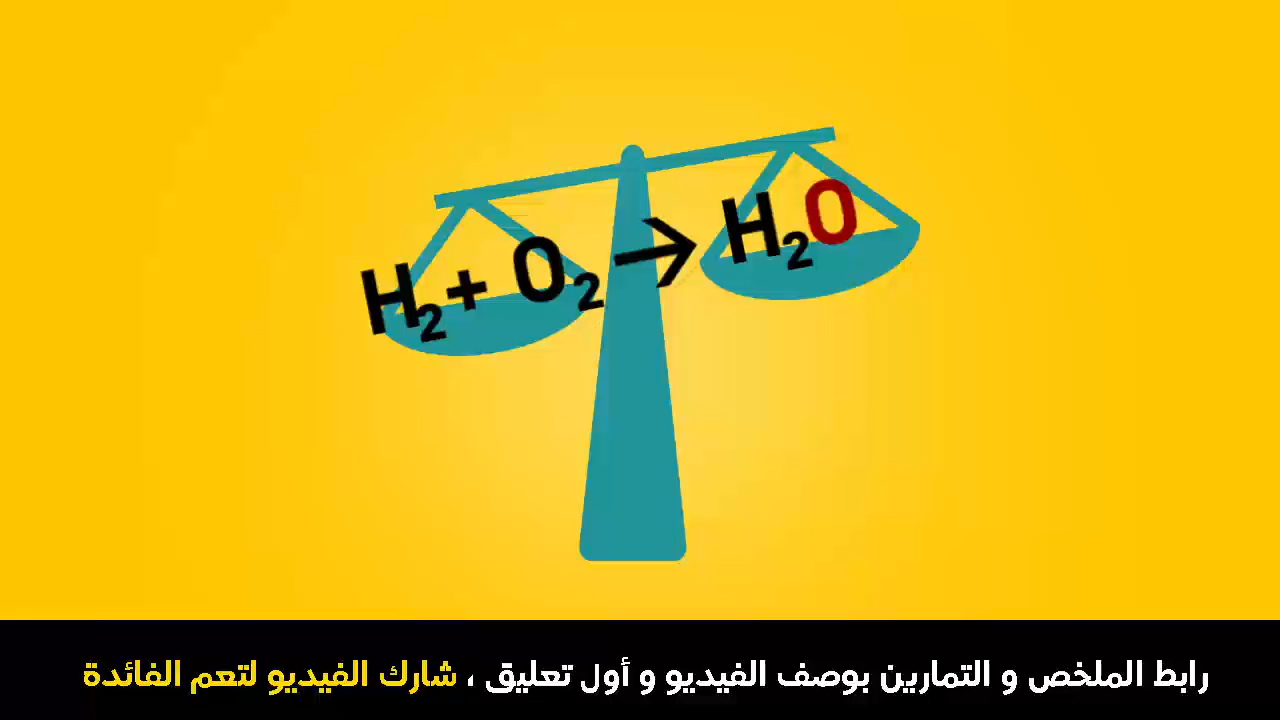 H₂ + O₂ → H₂O
رابط الملخص و التمارين بوصف الفيديو و أول تعليق ، شارك الفيديو لتعم الفائدة